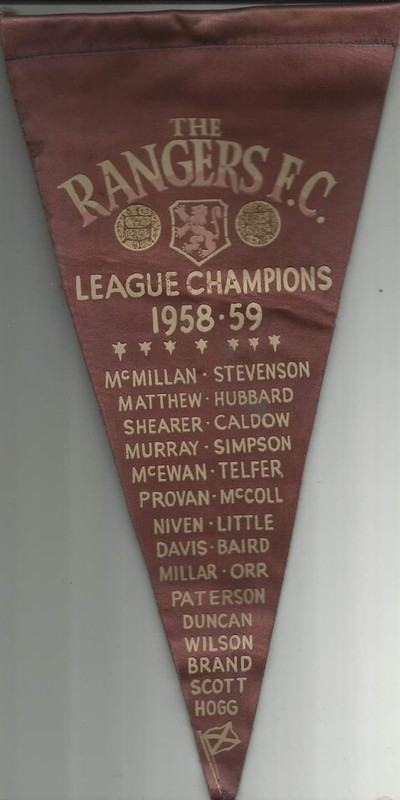 THE
RANGERS F.C.
LEAGUE CHAMPIONS
1958·59
McMILLAN · STEVENSON
MATTHEW · HUBBARD
SHEARER · CALDOW
MURRAY · SIMPSON
McEWAN · TELFER
PROVAN · McCOLL
NIVEN · LITTLE
DAVIS · BAIRD
MILLAR · ORR
PATERSON
DUNCAN
WILSON
BRAND
SCOTT
HOGG